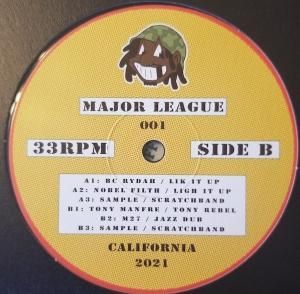 MAJOR LEAGUE
001
33RPM
SIDE B
A1: BC RYDAH / LIK IT UP
A2: NOBEL FILTH / LIGH IT UP
A3: SAMPLE / SCRATCHBAND
B1: TONY MANFRE / TONY REBEL
B2: M27 / JAZZ DUB
B3: SAMPLE / SCRATCHBAND
CALIFORNIA
2021